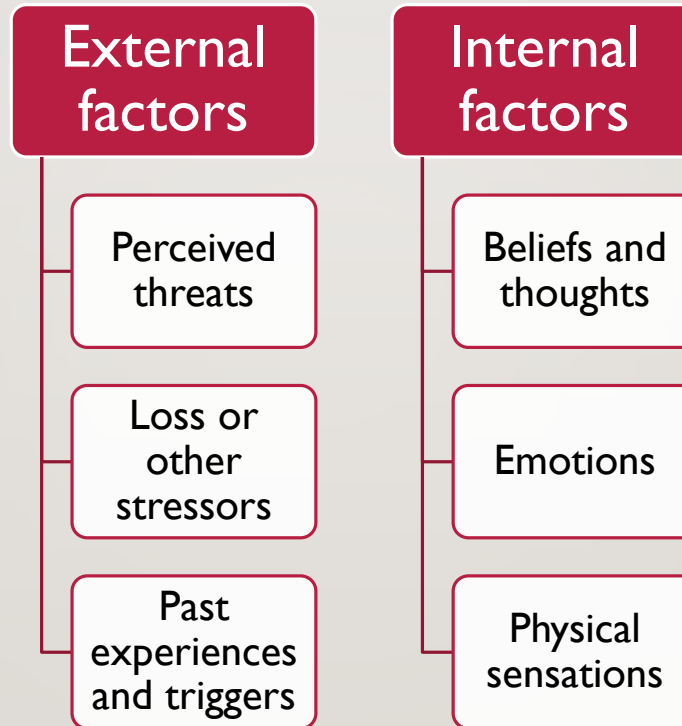 External
factors
Perceived
threats
Loss or
other
stressors
Past
experiences
and triggers
Internal
factors
Beliefs and
thoughts
Emotions
Physical
sensations